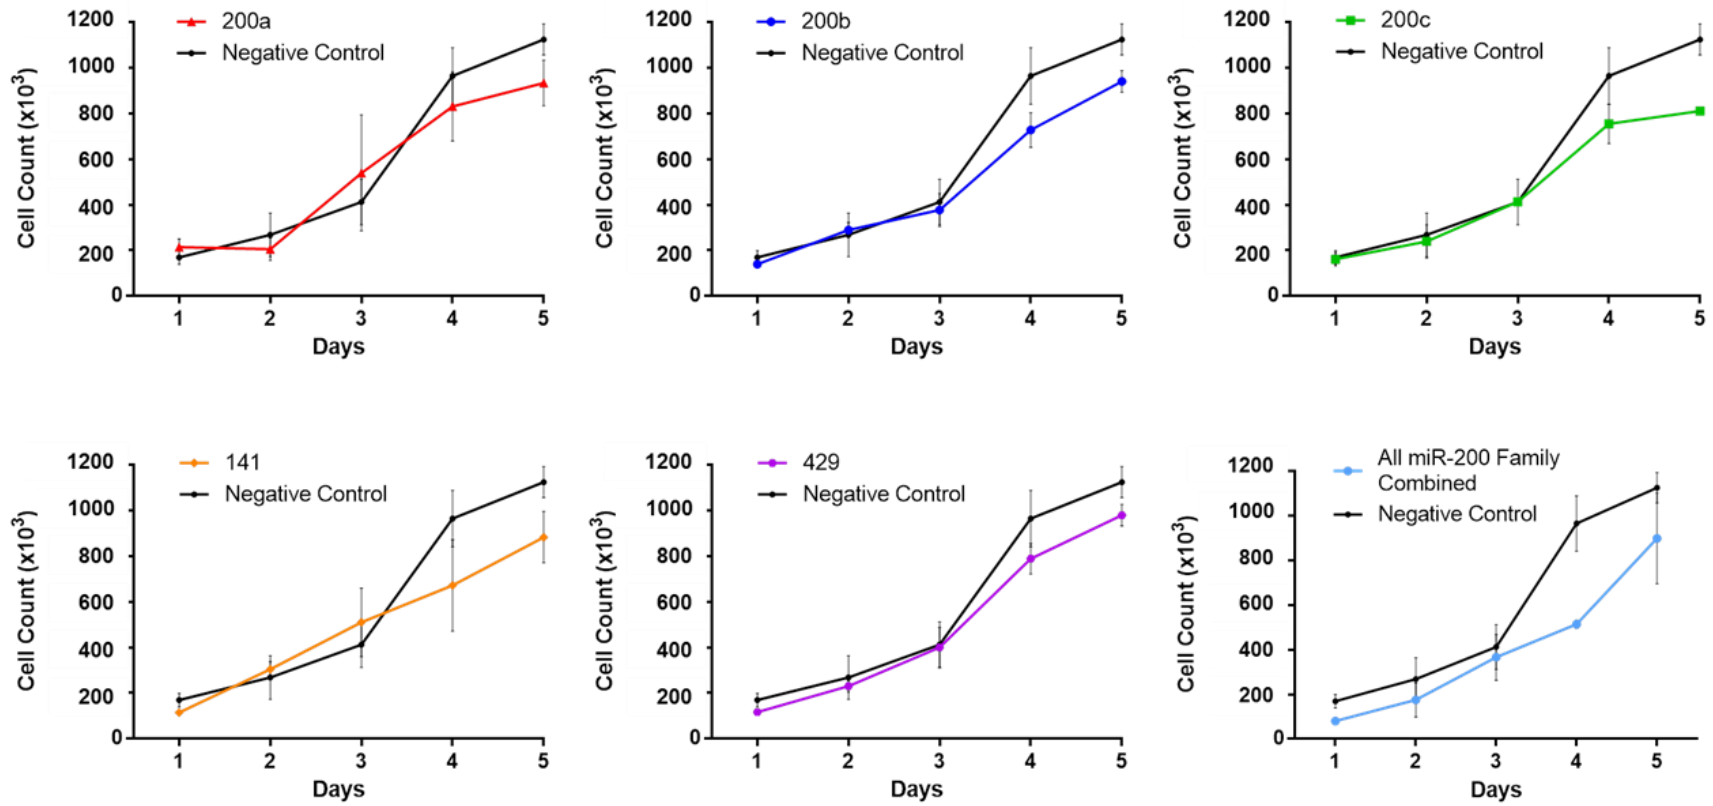 200a
Negative Control
1200
1000
800
600
400
200
0
Cell Count (x10³)
1 2 3 4 5
Days
200b
Negative Control
1200
1000
800
600
400
200
0
Cell Count (x10³)
1 2 3 4 5
Days
200c
Negative Control
1200
1000
800
600
400
200
0
Cell Count (x10³)
1 2 3 4 5
Days
141
Negative Control
1200
1000
800
600
400
200
0
Cell Count (x10³)
1 2 3 4 5
Days
429
Negative Control
1200
1000
800
600
400
200
0
Cell Count (x10³)
1 2 3 4 5
Days
All miR-200 Family
Combined
Negative Control
1200
1000
800
600
400
200
0
Cell Count (x10³)
1 2 3 4 5
Days